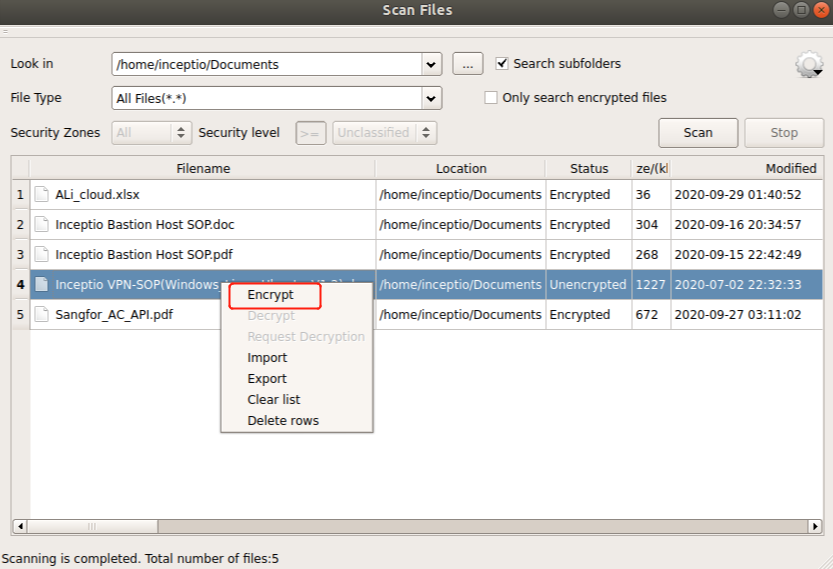 Scan Files
Look in /home/inceptio/Documents ... Search subfolders
File Type All Files(*.*) Only search encrypted files
Security Zones All Security level >= Unclassified Scan Stop
Filename Location Status ze/(kl Modified
1 ALi_cloud.xlsx /home/inceptio/Documents Encrypted 36 2020-09-29 01:40:52
2 Inceptio Bastion Host SOP.doc /home/inceptio/Documents Encrypted 304 2020-09-16 20:34:57
3 Inceptio Bastion Host SOP.pdf /home/inceptio/Documents Encrypted 268 2020-09-15 22:42:49
4 Inceptio VPN-SOP(Windows /home/inceptio/Documents Unencrypted 1227 2020-07-02 22:32:33
5 Sangfor_AC_API.pdf /home/inceptio/Documents Encrypted 672 2020-09-27 03:11:02
Encrypt
Decrypt
Request Decryption
Import
Export
Clear list
Delete rows
Scanning is completed. Total number of files:5